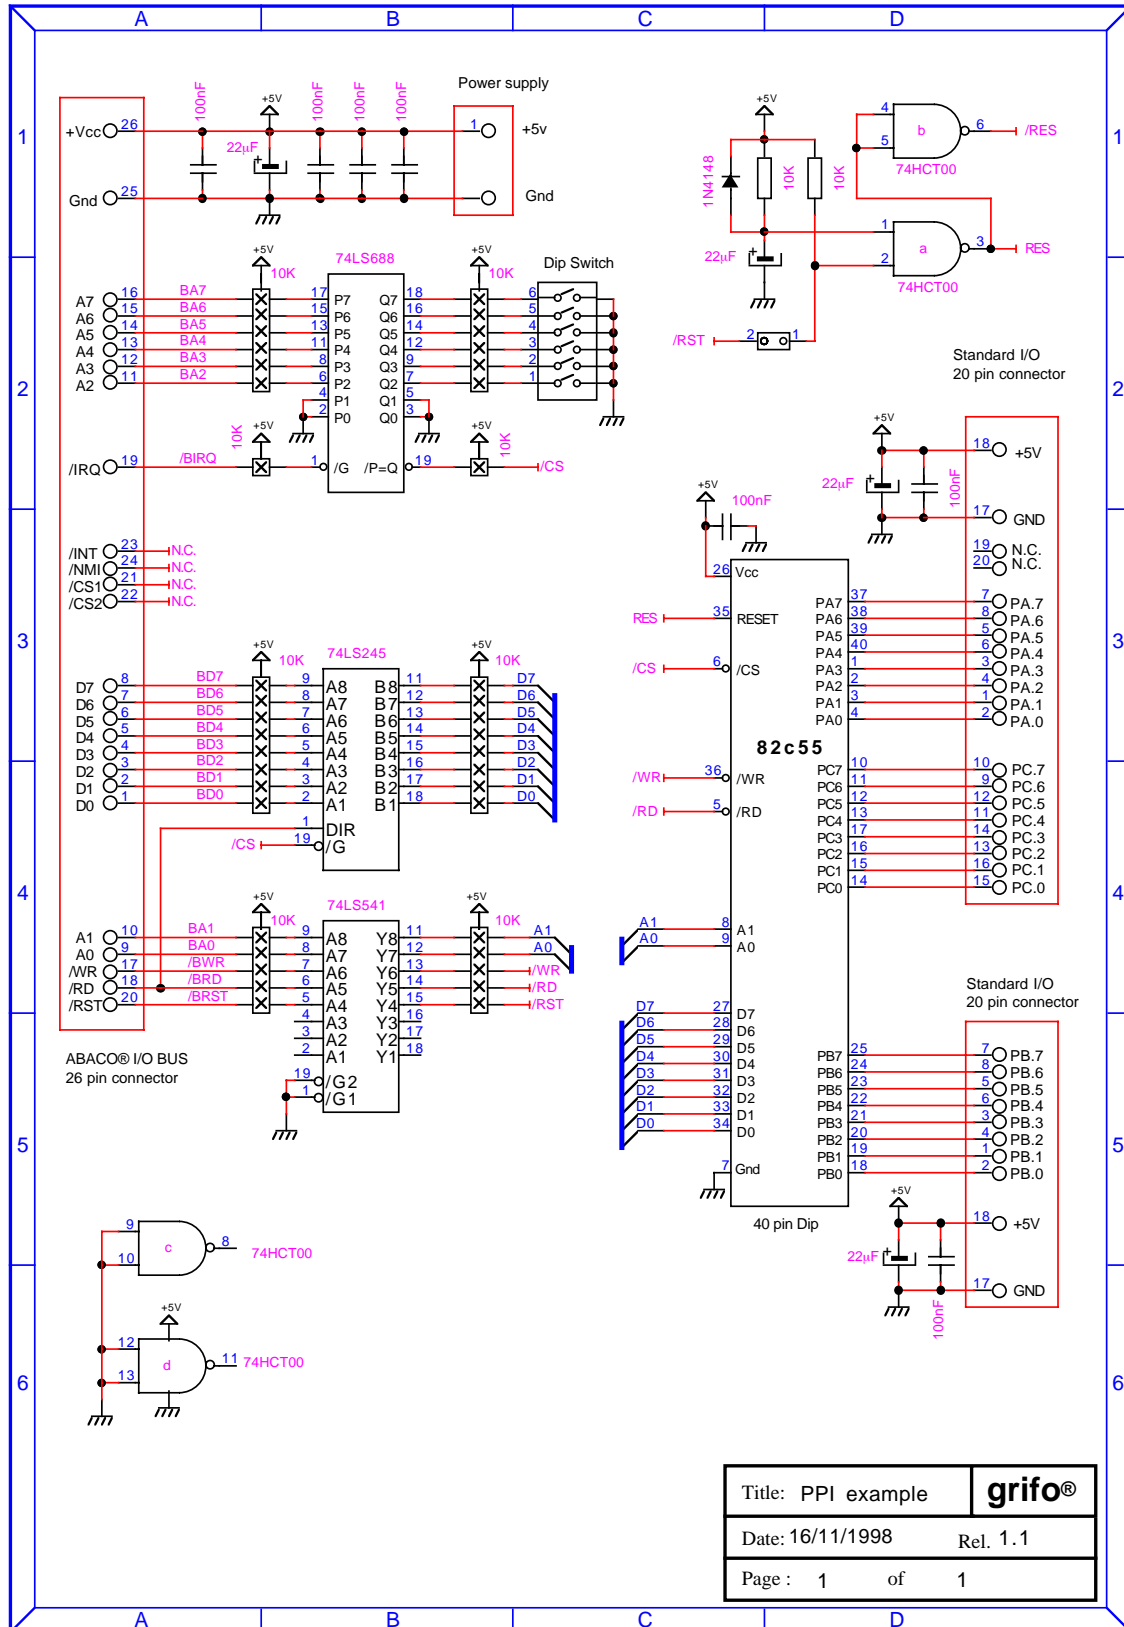 A B C D
1 1
2 2
3 3
4 4
5 5
6 6
+Vcc 26
Gnd 25
100nF
+5V
22µF
100nF
100nF
100nF
Power supply
1 +5v
Gnd
+5V
1N4148
10K
10K
22µF
4
5
b
6 /RES
74HCT00
1
2
a
3 RES
74HCT00
/RST 2 1
74LS688
+5V 10K
+5V 10K
Dip Switch
A7 16 BA7 17 P7 Q7 18 6
A6 15 BA6 15 P6 Q6 16 5
A5 14 BA5 13 P5 Q5 14 4
A4 13 BA4 11 P4 Q4 12 3
A3 12 BA3 8 P3 Q3 9 2
A2 11 BA2 6 P2 Q2 7 1
4 P1 Q1 5
2 P0 Q0 3
10K +5V
+5V 10K
/IRQ 19 /BIRQ 1 /G /P=Q 19 /CS
/INT 23 N.C.
/NMI 24 N.C.
/CS1 21 N.C.
/CS2 22 N.C.
74LS245
+5V 10K
+5V 10K
D7 8 BD7 9 A8 B8 11 D7
D6 7 BD6 8 A7 B7 12 D6
D5 6 BD5 7 A6 B6 13 D5
D4 5 BD4 6 A5 B5 14 D4
D3 4 BD3 5 A4 B4 15 D3
D2 3 BD2 4 A3 B3 16 D2
D1 2 BD1 3 A2 B2 17 D1
D0 1 BD0 2 A1 B1 18 D0
1 DIR
/CS 19 /G
74LS541
+5V 10K
+5V 10K
A1 10 BA1 9 A8 Y8 11 A1
A0 9 BA0 8 A7 Y7 12 A0
/WR 17 /BWR 7 A6 Y6 13 /WR
/RD 18 /BRD 6 A5 Y5 14 /RD
/RST 20 /BRST 5 A4 Y4 15 /RST
4 A3 Y3 16
3 A2 Y2 17
2 A1 Y1 18
19 /G2
1 /G1
ABACO® I/O BUS
26 pin connector
9
10
c
8
74HCT00
+5V
12
13
d
11 74HCT00
Standard I/O
20 pin connector
+5V
22µF
100nF
18 +5V
17 GND
19 N.C.
20 N.C.
+5V
100nF
26 Vcc
RES 35 RESET
/CS 6 /CS
82c55
/WR 36 /WR
/RD 5 /RD
A1 8 A1
A0 9 A0
D7 27 D7
D6 28 D6
D5 29 D5
D4 30 D4
D3 31 D3
D2 32 D2
D1 33 D1
D0 34 D0
7 Gnd
40 pin Dip
PA7 37 7 PA.7
PA6 38 8 PA.6
PA5 39 5 PA.5
PA4 40 6 PA.4
PA3 1 3 PA.3
PA2 2 4 PA.2
PA1 3 1 PA.1
PA0 4 2 PA.0
PC7 10 10 PC.7
PC6 11 9 PC.6
PC5 12 12 PC.5
PC4 13 11 PC.4
PC3 17 14 PC.3
PC2 16 13 PC.2
PC1 15 16 PC.1
PC0 14 15 PC.0
Standard I/O
20 pin connector
PB7 25 7 PB.7
PB6 24 8 PB.6
PB5 23 5 PB.5
PB4 22 6 PB.4
PB3 21 3 PB.3
PB2 20 4 PB.2
PB1 19 1 PB.1
PB0 18 2 PB.0
+5V
22µF
100nF
18 +5V
17 GND
Title: PPI example grifo®
Date: 16/11/1998 Rel. 1.1
Page : 1 of 1
A B C D